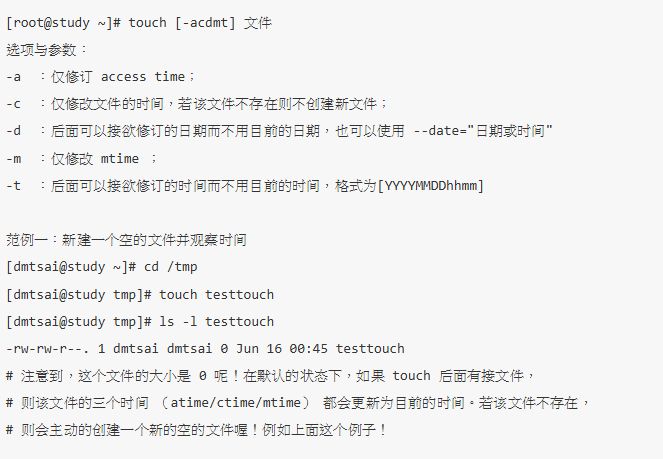 [root@study ~]# touch [-acdmt] 文件
选项与参数：
-a  ：仅修订 access time；
-c  ：仅修改文件的时间，若该文件不存在则不创建新文件；
-d  ：后面可以接欲修订的日期而不用目前的日期，也可以使用 --date="日期或时间"
-m  ：仅修改 mtime ；
-t  ：后面可以接欲修订的时间而不用目前的时间，格式为[YYYYMMDDhhmm]
范例一：新建一个空的文件并观察时间
[dmtsai@study ~]# cd /tmp
[dmtsai@study tmp]# touch testtouch
[dmtsai@study tmp]# ls -l testtouch
-rw-rw-r--. 1 dmtsai dmtsai 0 Jun 16 00:45 testtouch
# 注意到，这个文件的大小是 0 呢！在默认的状态下，如果 touch 后面有接文件，
# 则该文件的三个时间 （atime/ctime/mtime） 都会更新为目前的时间。若该文件不存在，
# 则会主动的创建一个新的空的文件喔！例如上面这个例子！